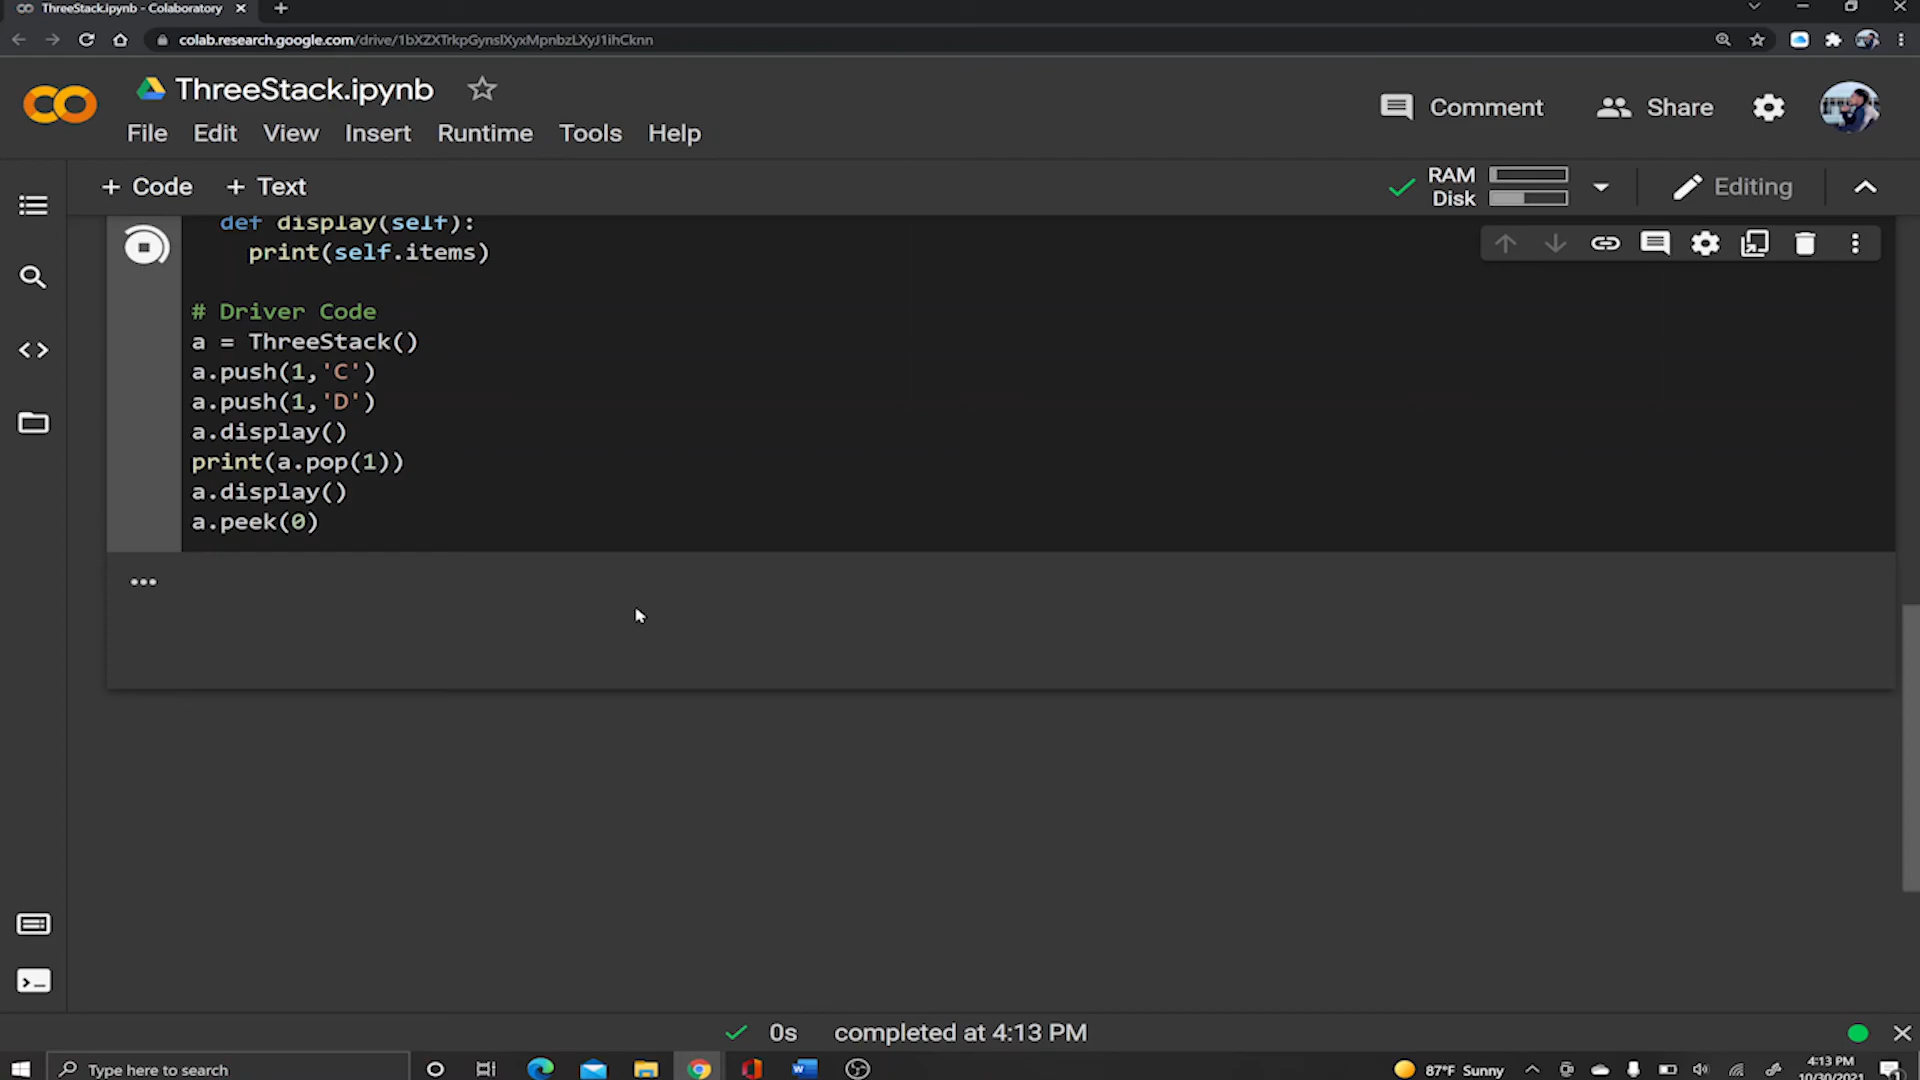 ThreeStack.ipynb - Colaboratory
colab.research.google.com/drive/1bXZXTrkpGynslXyxMpnbzLXyJ1ihCknn
ThreeStack.ipynb
Comment
Share
File Edit View Insert Runtime Tools Help
+ Code + Text
RAM
Disk
Editing
def display(self):
print(self.items)
# Driver Code
a = ThreeStack()
a.push(1,'C')
a.push(1,'D')
a.display()
print(a.pop(1))
a.display()
a.peek(0)
0s completed at 4:13 PM
Type here to search
87°F Sunny
4:13 PM
10/30/2021